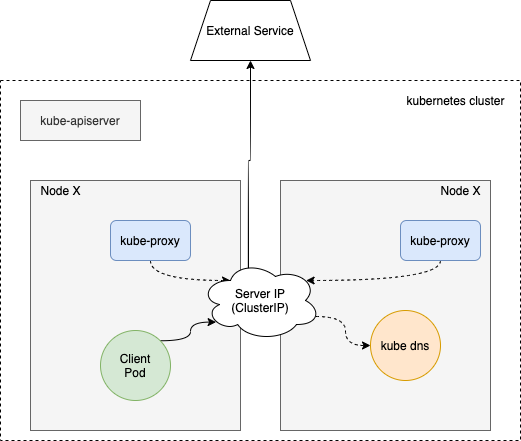 External Service
kubernetes cluster
kube-apiserver
Node X
Node X
kube-proxy
kube-proxy
Server IP
(ClusterIP)
Client
Pod
kube dns